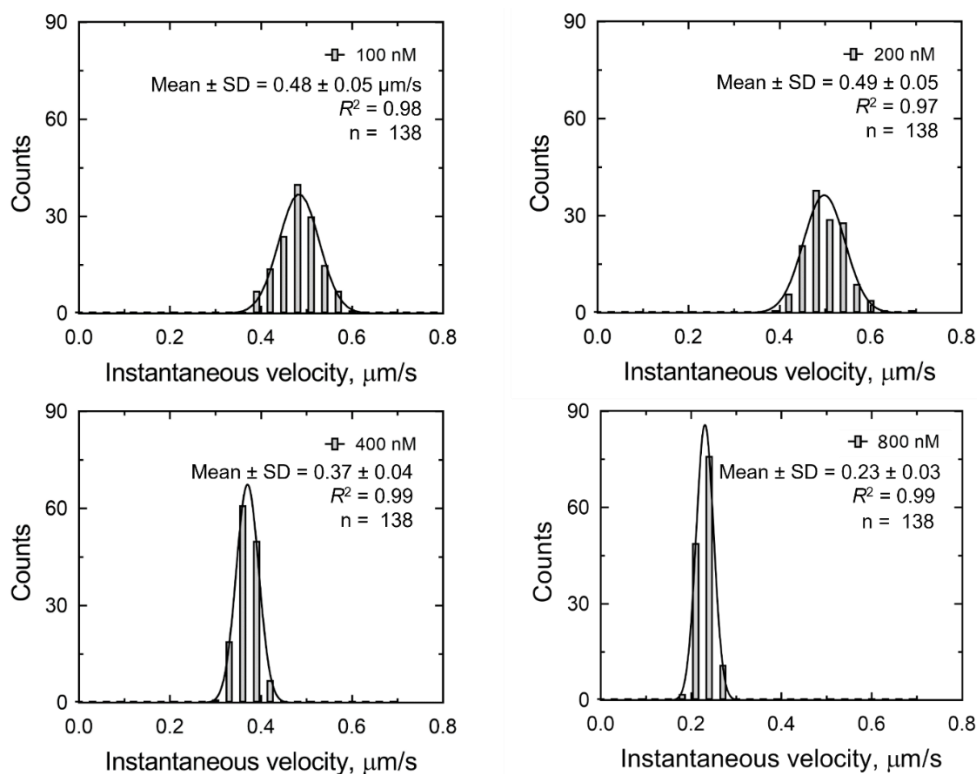 90
60
30
0
Counts
100 nM
Mean ± SD = 0.48 ± 0.05 μm/s
R² = 0.98
n = 138
0.0 0.2 0.4 0.6 0.8
Instantaneous velocity, μm/s
90
60
30
0
Counts
200 nM
Mean ± SD = 0.49 ± 0.05
R² = 0.97
n = 138
0.0 0.2 0.4 0.6 0.8
Instantaneous velocity, μm/s
90
60
30
0
Counts
400 nM
Mean ± SD = 0.37 ± 0.04
R² = 0.99
n = 138
0.0 0.2 0.4 0.6 0.8
Instantaneous velocity, μm/s
90
60
30
0
Counts
800 nM
Mean ± SD = 0.23 ± 0.03
R² = 0.99
n = 138
0.0 0.2 0.4 0.6 0.8
Instantaneous velocity, μm/s